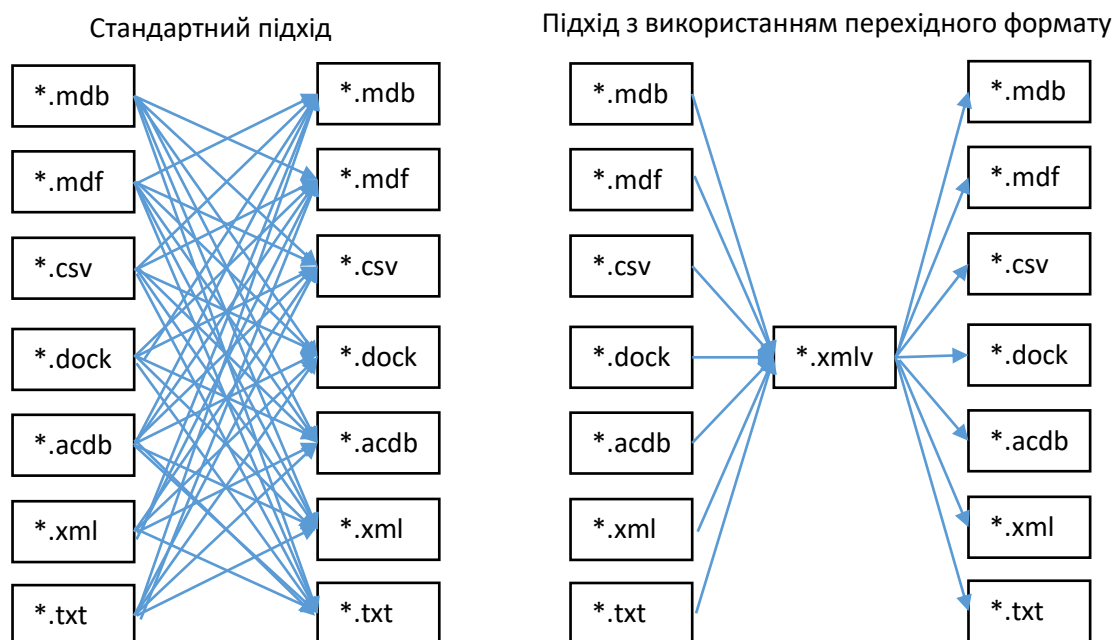 Стандартний підхід
Підхід з використанням перехідного формату
*.mdb
*.mdf
*.csv
*.dock
*.acdb
*.xml
*.txt
*.mdb
*.mdf
*.csv
*.dock
*.acdb
*.xml
*.txt
*.mdb
*.mdf
*.csv
*.dock
*.acdb
*.xml
*.txt
*.xmlv
*.mdb
*.mdf
*.csv
*.dock
*.acdb
*.xml
*.txt